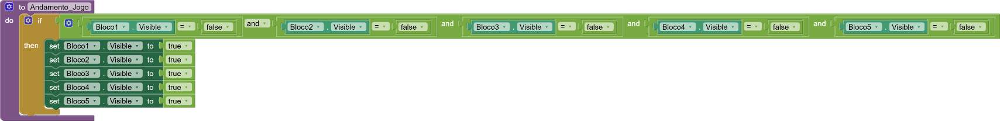 to Andamento_Jogo
do if Bloco1 . Visible = false and Bloco2 . Visible = false and Bloco3 . Visible = false and Bloco4 . Visible = false and Bloco5 . Visible = false
then set Bloco1 . Visible to true
set Bloco2 . Visible to true
set Bloco3 . Visible to true
set Bloco4 . Visible to true
set Bloco5 . Visible to true